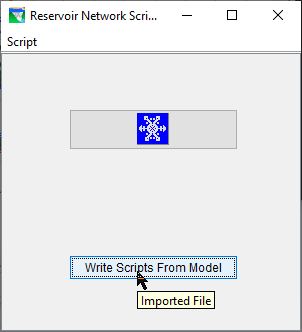 Reservoir Network Scri...
Script
Write Scripts From Model
Imported File